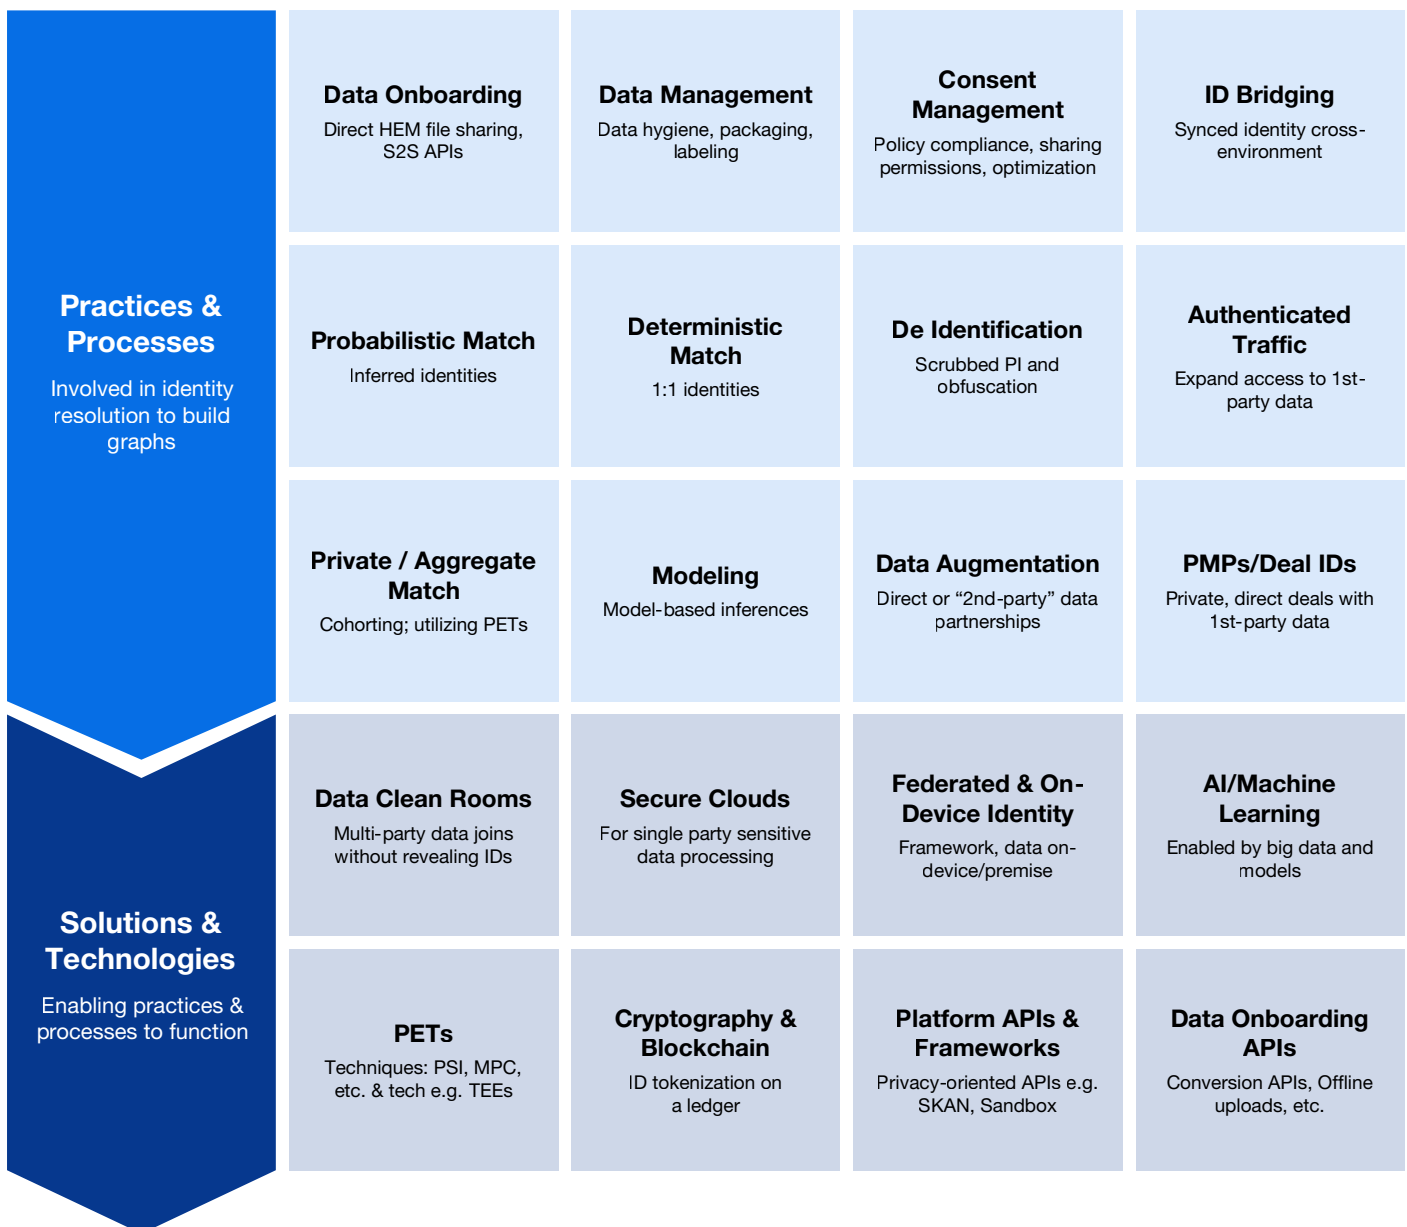 Practices &
Processes
Involved in identity
resolution to build
graphs
Data Onboarding
Direct HEM file sharing,
S2S APIs
Data Management
Data hygiene, packaging,
labeling
Consent
Management
Policy compliance, sharing
permissions, optimization
ID Bridging
Synced identity cross-
environment
Probabilistic Match
Inferred identities
Deterministic
Match
1:1 identities
De Identification
Scrubbed PI and
obfuscation
Authenticated
Traffic
Expand access to 1st-
party data
Private / Aggregate
Match
Cohorting; utilizing PETs
Modeling
Model-based inferences
Data Augmentation
Direct or “2nd-party” data
partnerships
PMPs/Deal IDs
Private, direct deals with
1st-party data
Solutions &
Technologies
Enabling practices &
processes to function
Data Clean Rooms
Multi-party data joins
without revealing IDs
Secure Clouds
For single party sensitive
data processing
Federated & On-
Device Identity
Framework, data on-
device/premise
AI/Machine
Learning
Enabled by big data and
models
PETs
Techniques: PSI, MPC,
etc. & tech e.g. TEEs
Cryptography &
Blockchain
ID tokenization on
a ledger
Platform APIs &
Frameworks
Privacy-oriented APIs e.g.
SKAN, Sandbox
Data Onboarding
APIs
Conversion APIs, Offline
uploads, etc.